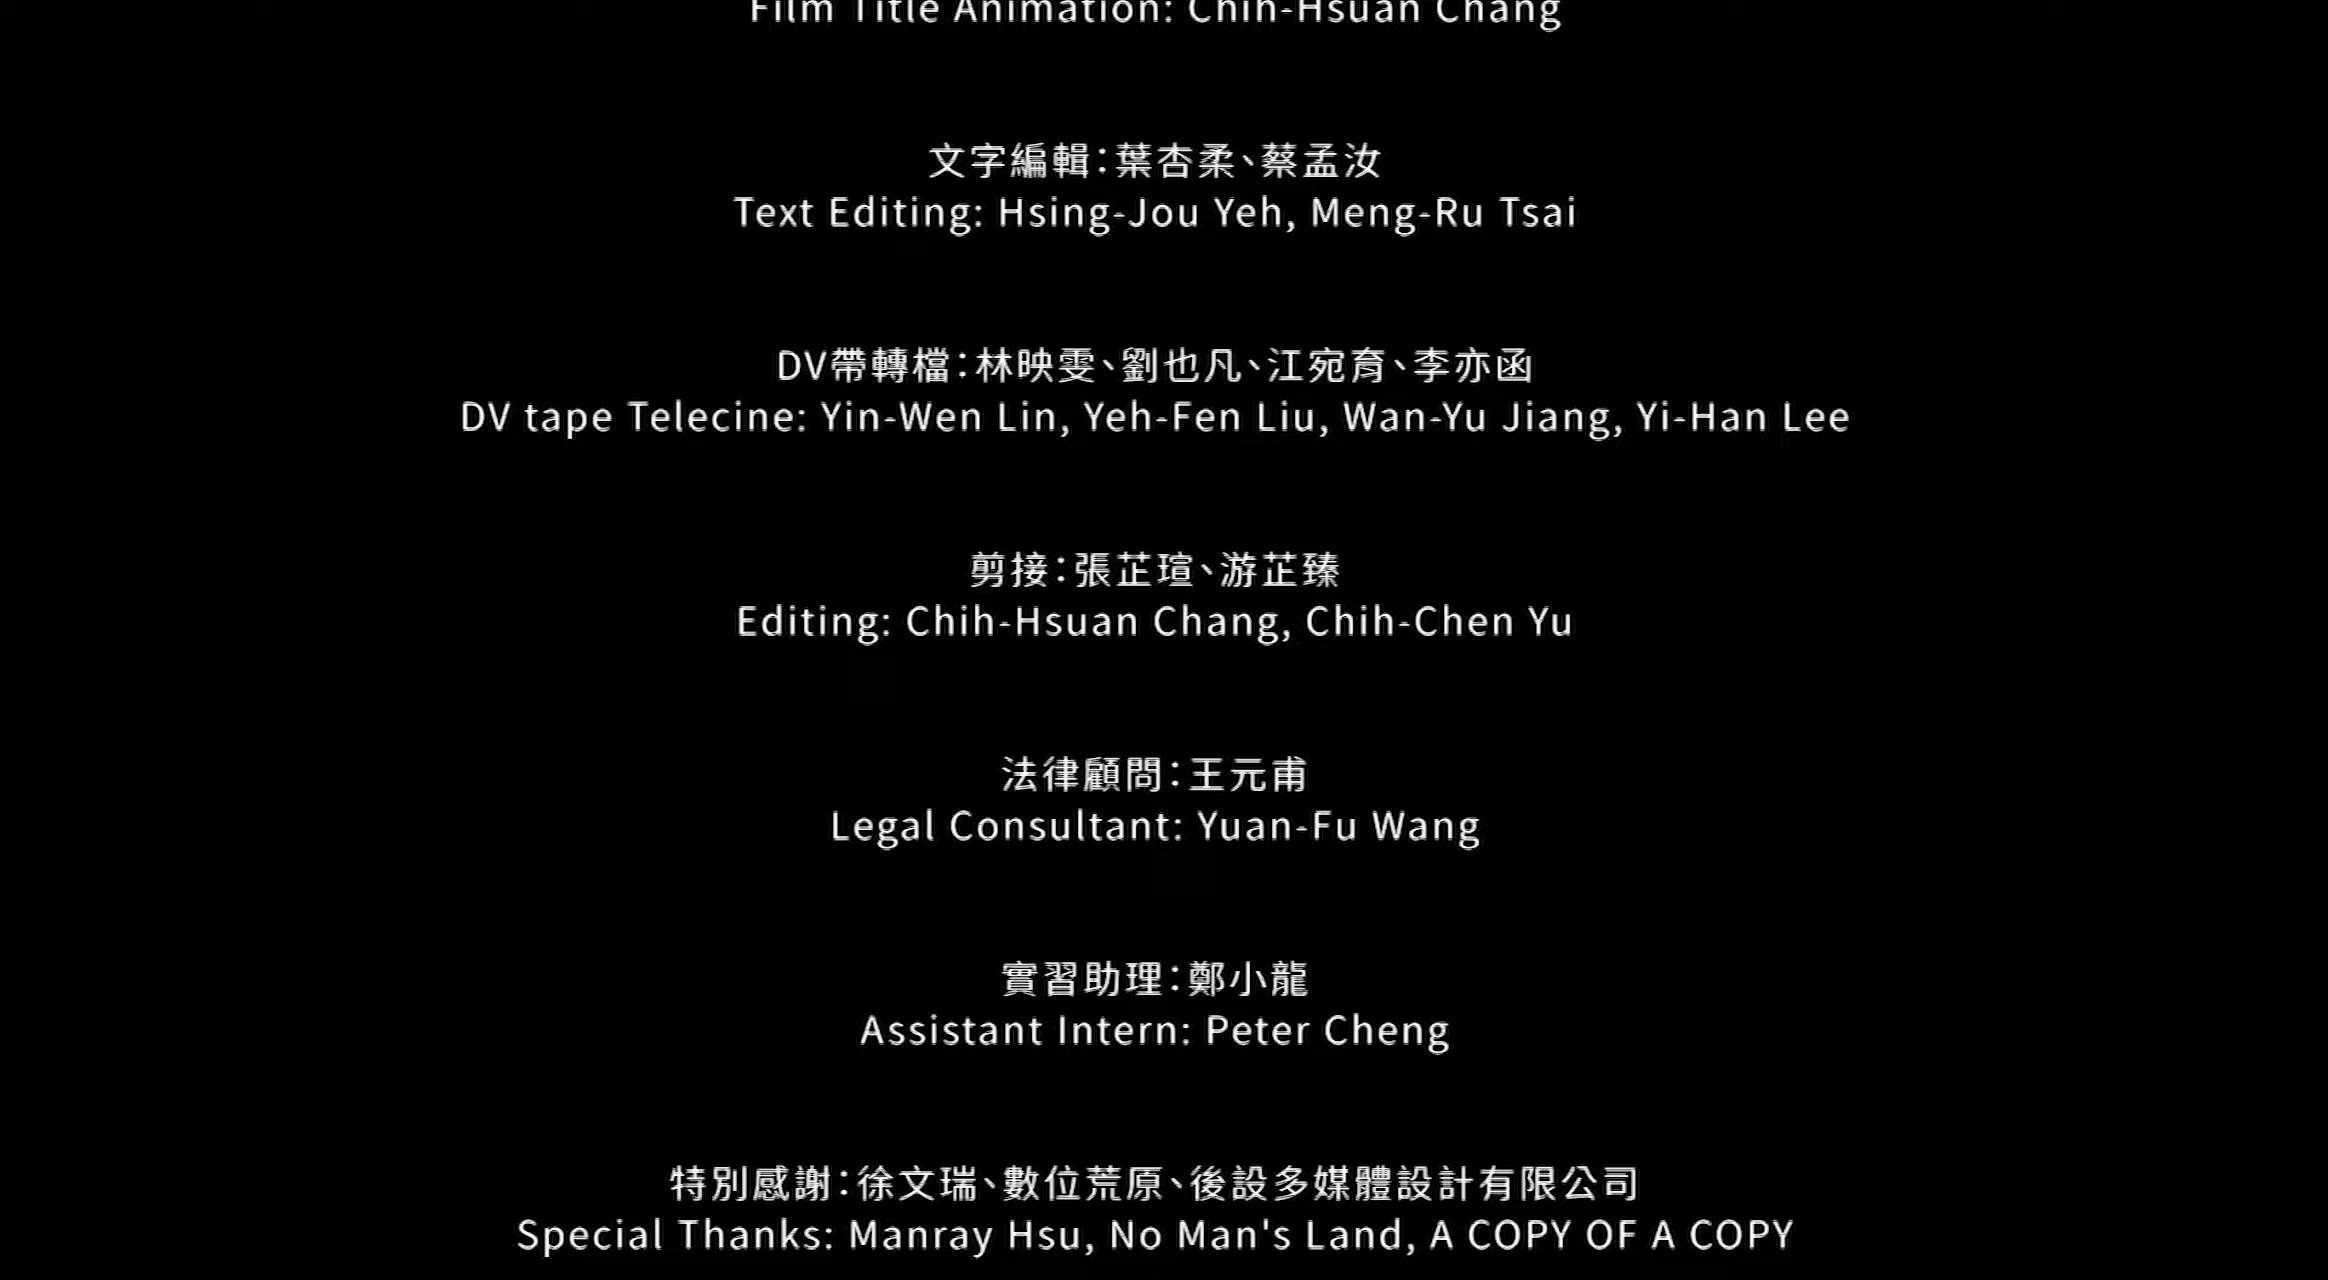 Film Title Animation: Chih-Hsuan Chang
文字編輯：葉杏柔、蔡孟汝
Text Editing: Hsing-Jou Yeh, Meng-Ru Tsai
DV帶轉檔：林映雯、劉也凡、江宛育、李亦函
DV tape Telecine: Yin-Wen Lin, Yeh-Fen Liu, Wan-Yu Jiang, Yi-Han Lee
剪接：張芷瑄、游芷臻
Editing: Chih-Hsuan Chang, Chih-Chen Yu
法律顧問：王元甫
Legal Consultant: Yuan-Fu Wang
實習助理：鄭小龍
Assistant Intern: Peter Cheng
特別感謝：徐文瑞、數位荒原、後設多媒體設計有限公司
Special Thanks: Manray Hsu, No Man's Land, A COPY OF A COPY